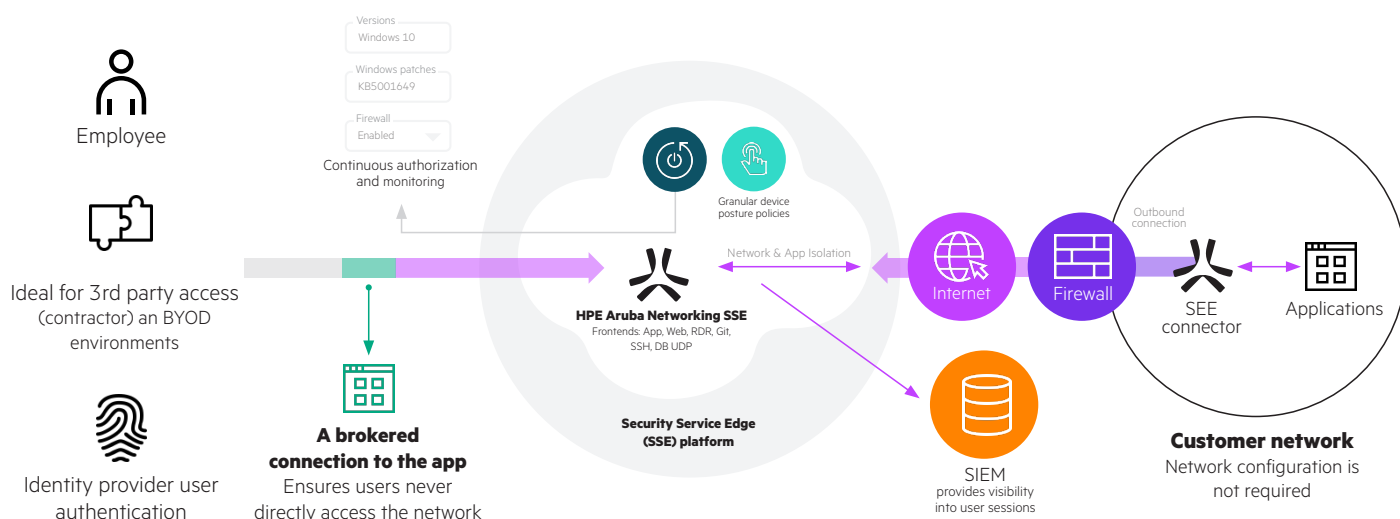 Employee
Ideal for 3rd party access
(contractor) an BYOD
environments
Identity provider user
authentication
Versions
Windows 10
Windows patches
KB5001649
Firewall
Enabled
Continuous authorization
and monitoring
A brokered
connection to the app
Ensures users never
directly access the network
Granular device
posture policies
Network & App Isolation
HPE Aruba Networking SSE
Frontends: App, Web, RDR, Git,
SSH, DB UDP
Security Service Edge
(SSE) platform
Internet
Firewall
SIEM
provides visibility
into user sessions
Outbound
connection
SEE
connector
Applications
Customer network
Network configuration is
not required